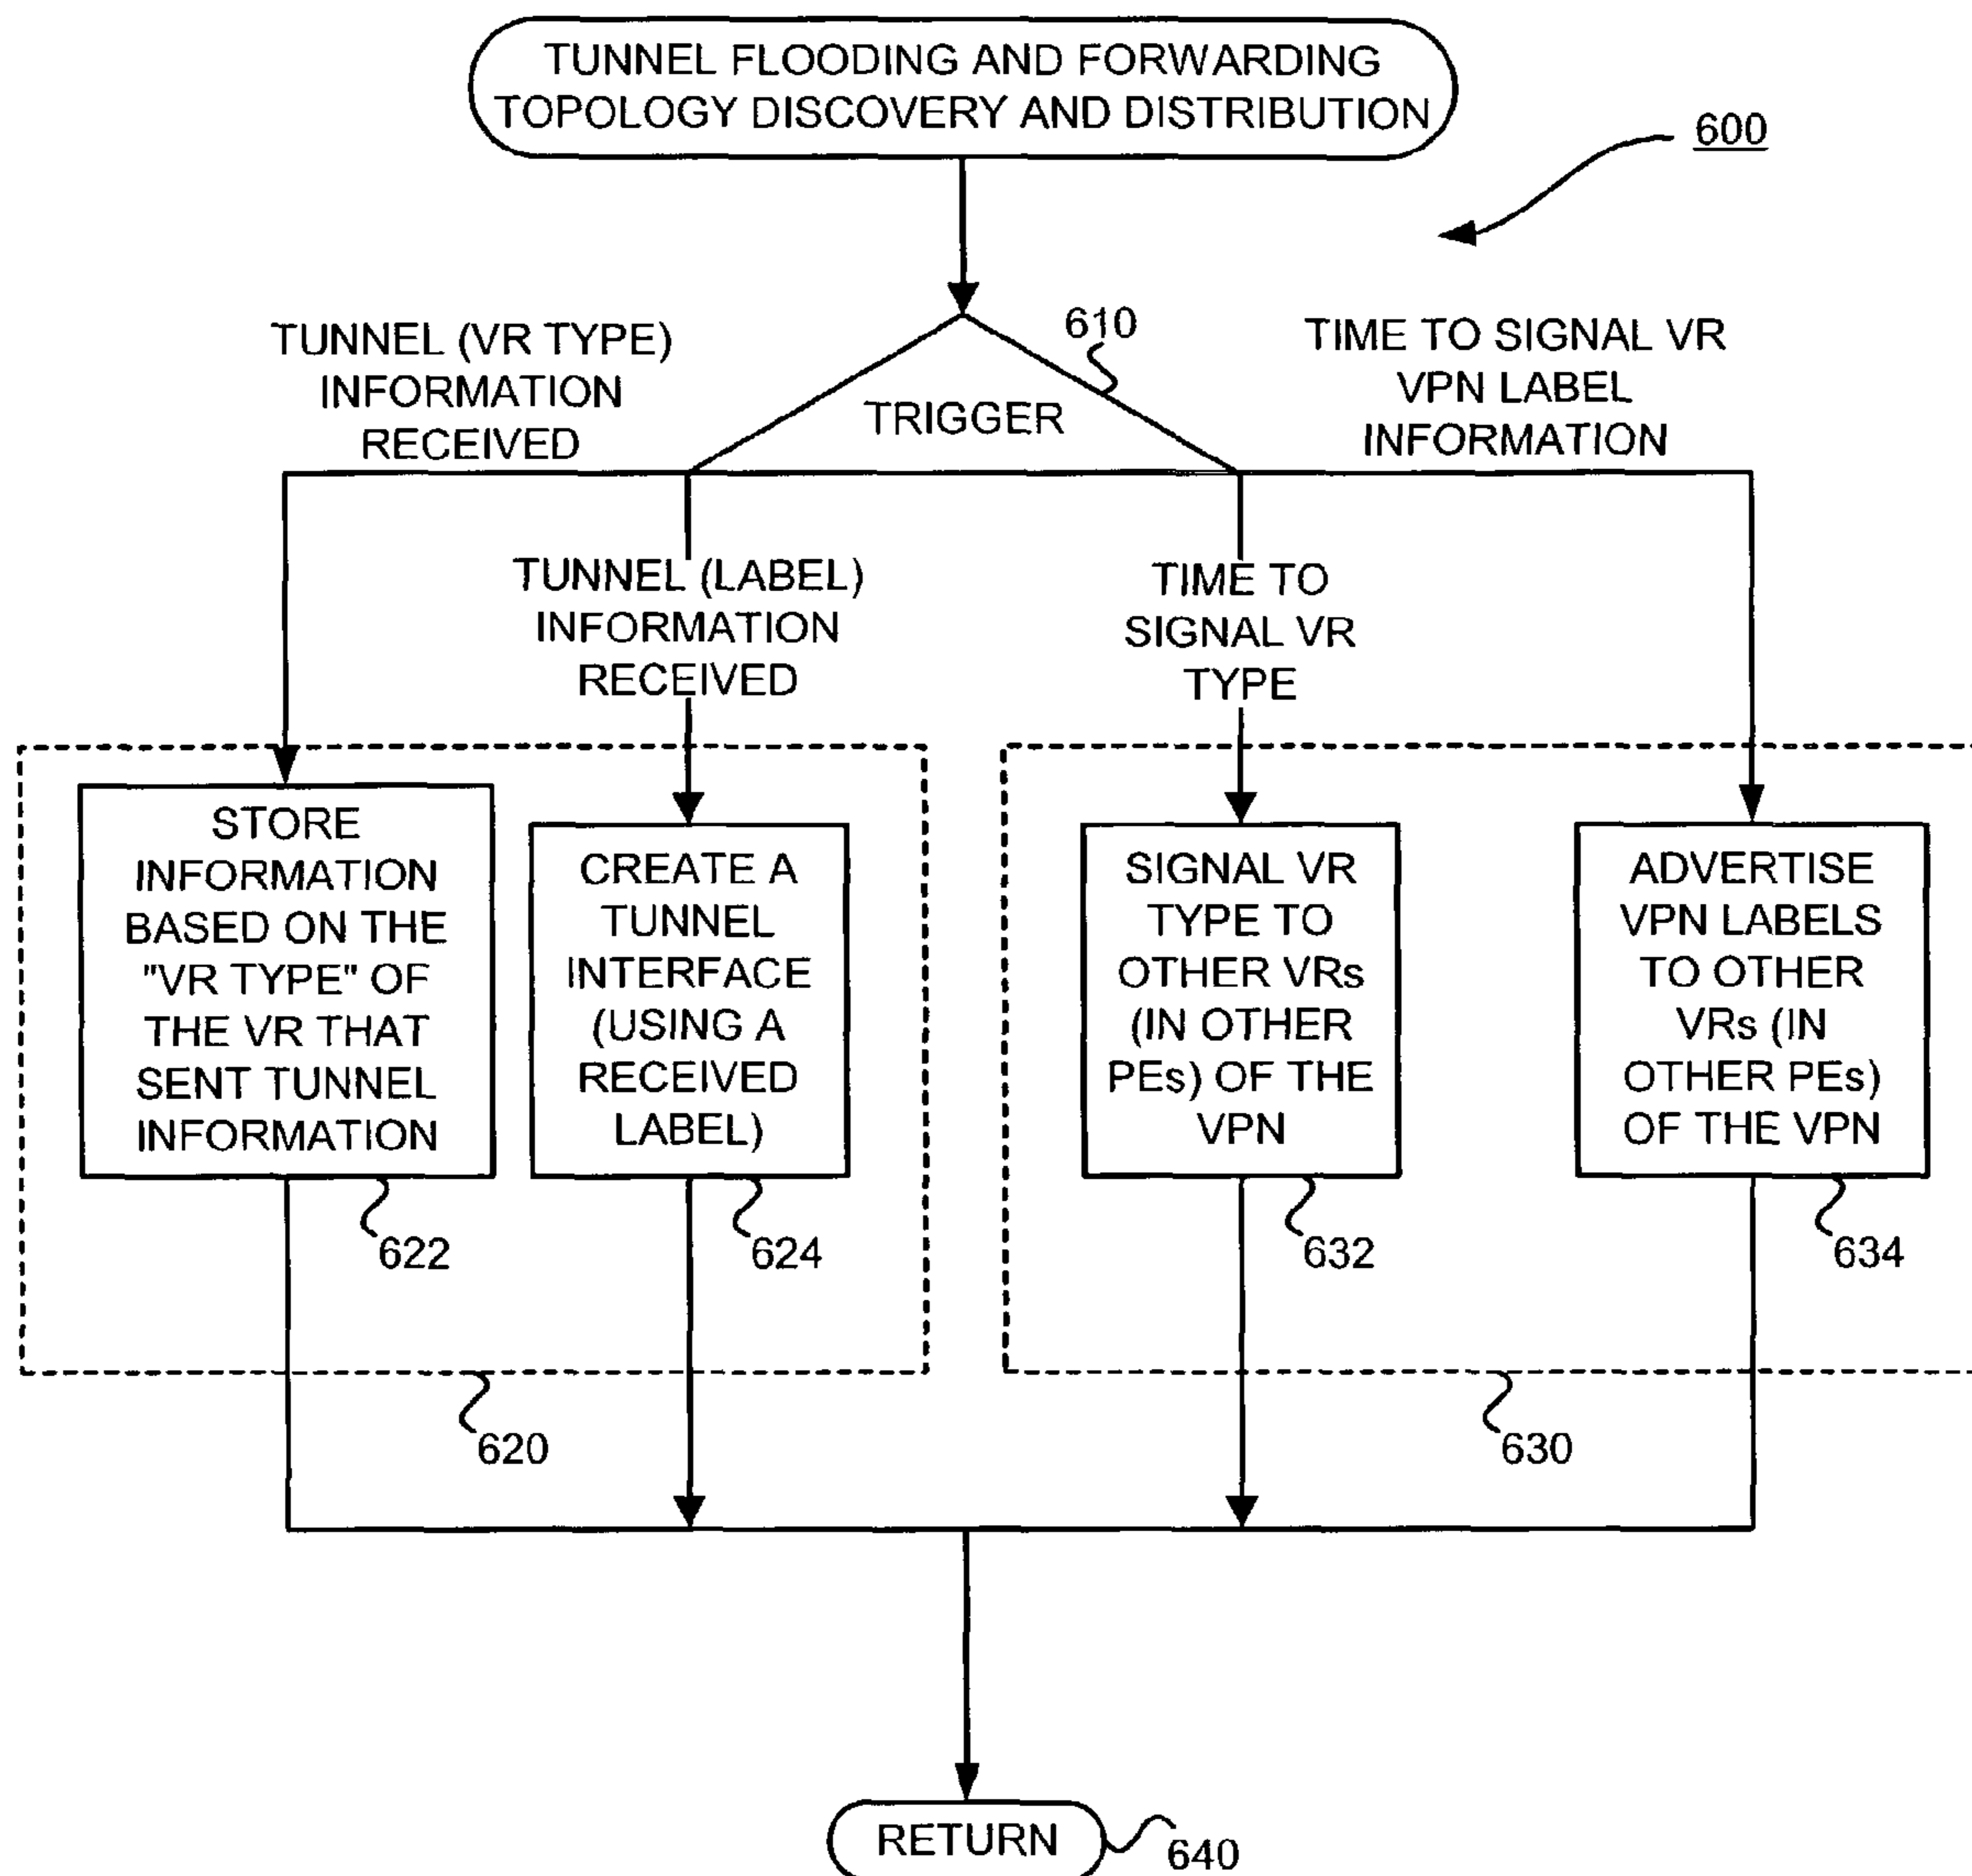 TUNNEL FLOODING AND FORWARDING
TOPOLOGY DISCOVERY AND DISTRIBUTION
600
TUNNEL (VR TYPE)
INFORMATION
RECEIVED
610
TRIGGER
TIME TO SIGNAL VR
VPN LABEL
INFORMATION
TUNNEL (LABEL)
INFORMATION
RECEIVED
TIME TO
SIGNAL VR
TYPE
STORE
INFORMATION
BASED ON THE
"VR TYPE" OF
THE VR THAT
SENT TUNNEL
INFORMATION
CREATE A
TUNNEL
INTERFACE
(USING A
RECEIVED
LABEL)
SIGNAL VR
TYPE TO
OTHER VRs
(IN OTHER
PEs) OF THE
VPN
ADVERTISE
VPN LABELS
TO OTHER
VRs (IN
OTHER PEs)
OF THE VPN
622
624
632
634
620
630
RETURN
640